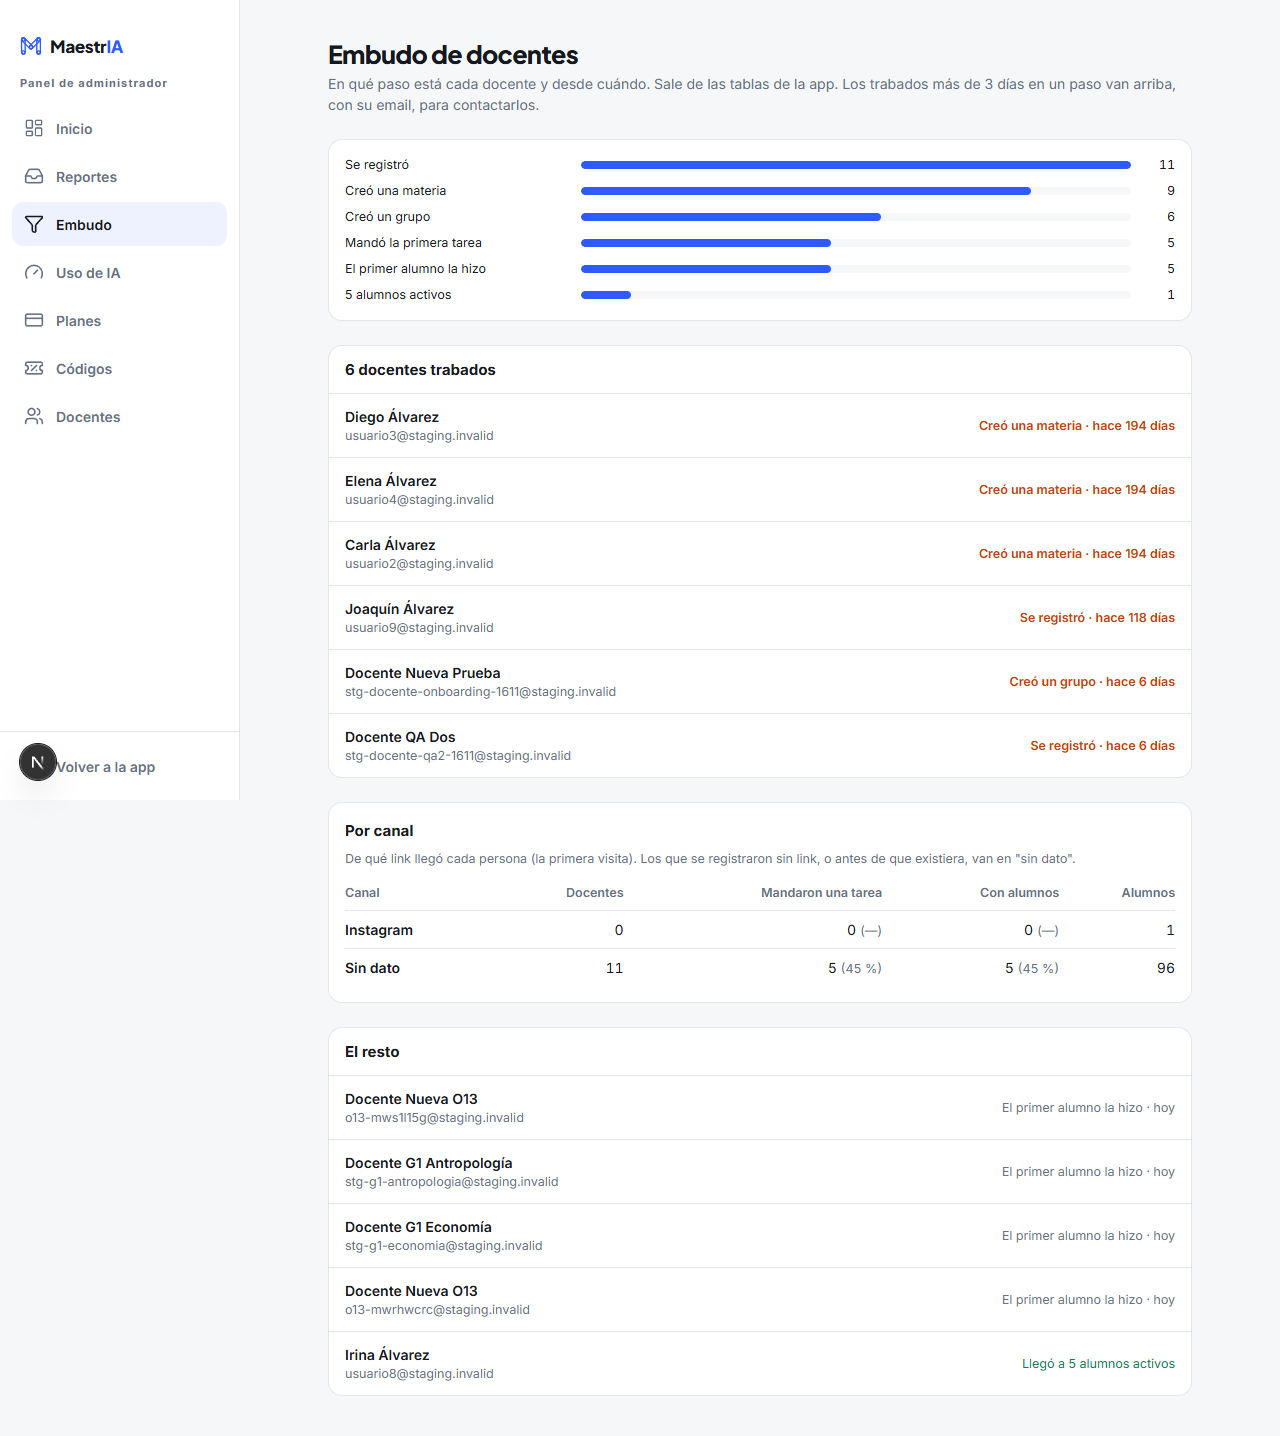 MaestrIA
Panel de administrador
Inicio
Reportes
Embudo
Uso de IA
Planes
Códigos
Docentes
N
Volver a la app
Embudo de docentes
En qué paso está cada docente y desde cuándo. Sale de las tablas de la app. Los trabados más de 3 días en un paso van arriba,
con su email, para contactarlos.
Se registró 11
Creó una materia 9
Creó un grupo 6
Mandó la primera tarea 5
El primer alumno la hizo 5
5 alumnos activos 1
6 docentes trabados
Diego Álvarez
usuario3@staging.invalid
Creó una materia · hace 194 días
Elena Álvarez
usuario4@staging.invalid
Creó una materia · hace 194 días
Carla Álvarez
usuario2@staging.invalid
Creó una materia · hace 194 días
Joaquín Álvarez
usuario9@staging.invalid
Se registró · hace 118 días
Docente Nueva Prueba
stg-docente-onboarding-1611@staging.invalid
Creó un grupo · hace 6 días
Docente QA Dos
stg-docente-qa2-1611@staging.invalid
Se registró · hace 6 días
Por canal
De qué link llegó cada persona (la primera visita). Los que se registraron sin link, o antes de que existiera, van en "sin dato".
Canal Docentes Mandaron una tarea Con alumnos Alumnos
Instagram 0 0 (—) 0 (—) 1
Sin dato 11 5 (45 %) 5 (45 %) 96
El resto
Docente Nueva O13
o13-mws1l15g@staging.invalid
El primer alumno la hizo · hoy
Docente G1 Antropología
stg-g1-antropologia@staging.invalid
El primer alumno la hizo · hoy
Docente G1 Economía
stg-g1-economia@staging.invalid
El primer alumno la hizo · hoy
Docente Nueva O13
o13-mwrhwcrc@staging.invalid
El primer alumno la hizo · hoy
Irina Álvarez
usuario8@staging.invalid
Llegó a 5 alumnos activos